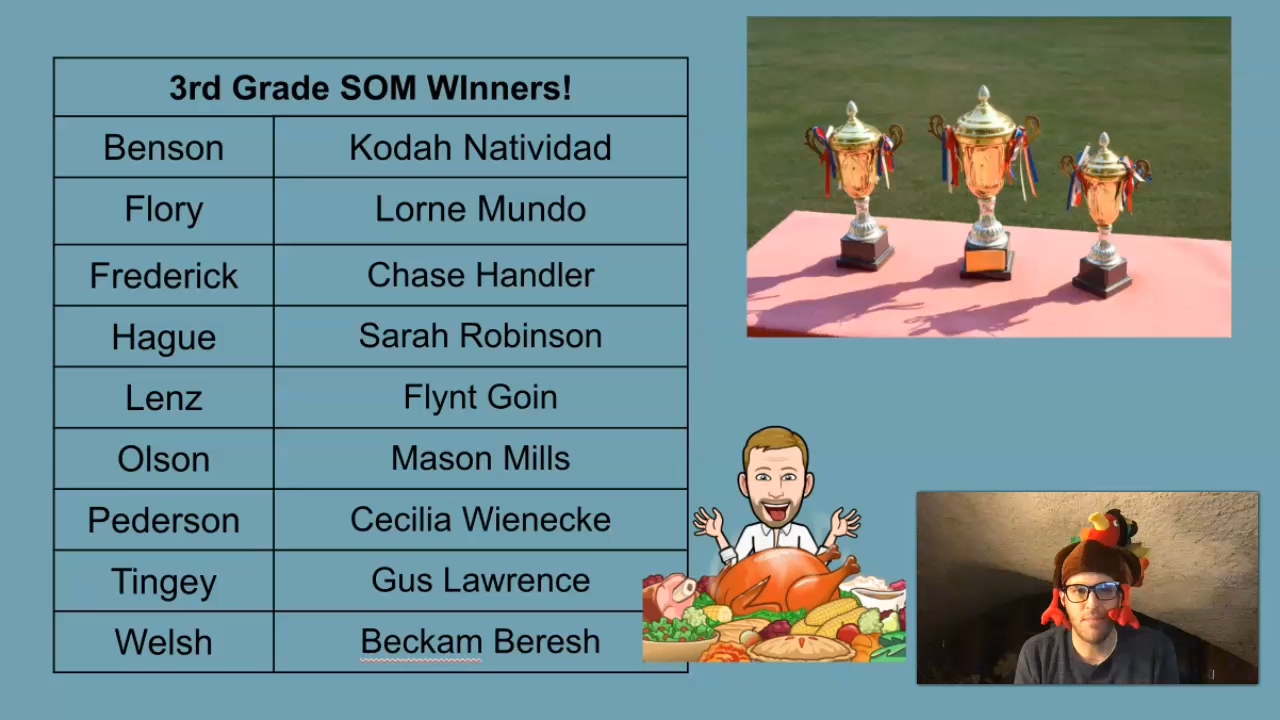 3rd Grade SOM WInners!
Benson Kodah Natividad
Flory Lorne Mundo
Frederick Chase Handler
Hague Sarah Robinson
Lenz Flynt Goin
Olson Mason Mills
Pederson Cecilia Wienecke
Tingey Gus Lawrence
Welsh Beckam Beresh